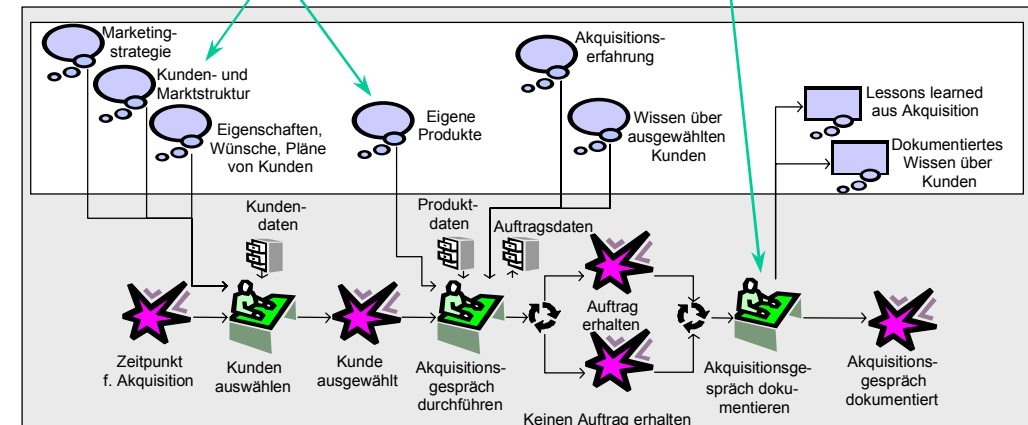 Marketing-
strategie
Kunden- und
Marktstruktur
Eigenschaften,
Wünsche, Pläne
von Kunden
Eigene
Produkte
Akquisitions-
erfahrung
Wissen über
ausgewählten
Kunden
Lessons learned
aus Akquisition
Dokumentiertes
Wissen über
Kunden
Kunden-
daten
Produkt-
daten
Auftragsdaten
Zeitpunkt
f. Akquisition
Kunden
auswählen
Kunde
ausgewählt
Akquisitions-
gespräch
durchführen
Auftrag
erhalten
Keinen Auftrag erhalten
Akquisitionsge-
spräch doku-
mentieren
Akquisitions-
gespräch
dokumentiert